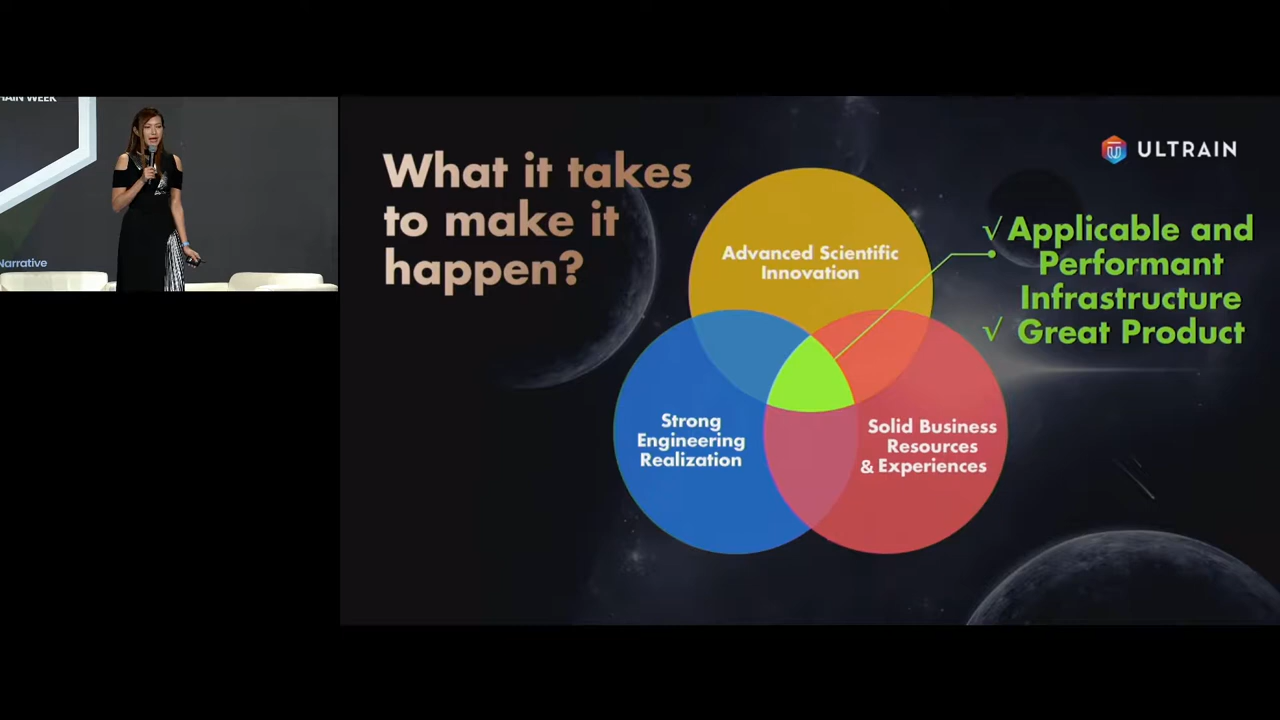 What it takes
to make it
happen?
ULTRAIN
Advanced Scientific
Innovation
√ Applicable and
Performant
Infrastructure
√ Great Product
Strong
Engineering
Realization
Solid Business
Resources
& Experiences
WEEK
Narrative